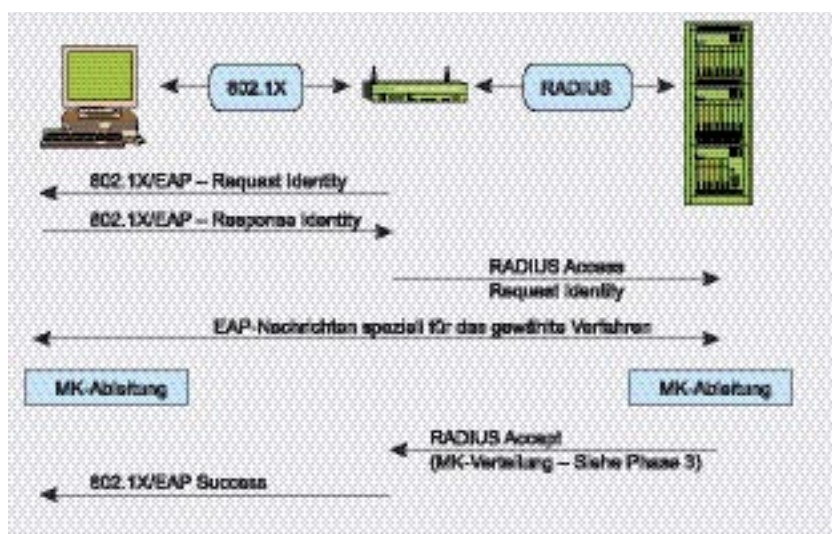 802.1X
RADIUS
802.1X/EAP – Request Identity
802.1X/EAP – Response Identity
RADIUS Access
Request Identity
EAP-Nachrichten speziell für das gewählte Verfahren
MK-Ableitung
MK-Ableitung
RADIUS Accept
(MK-Verteilung – Siehe Phase 3)
802.1X/EAP Success